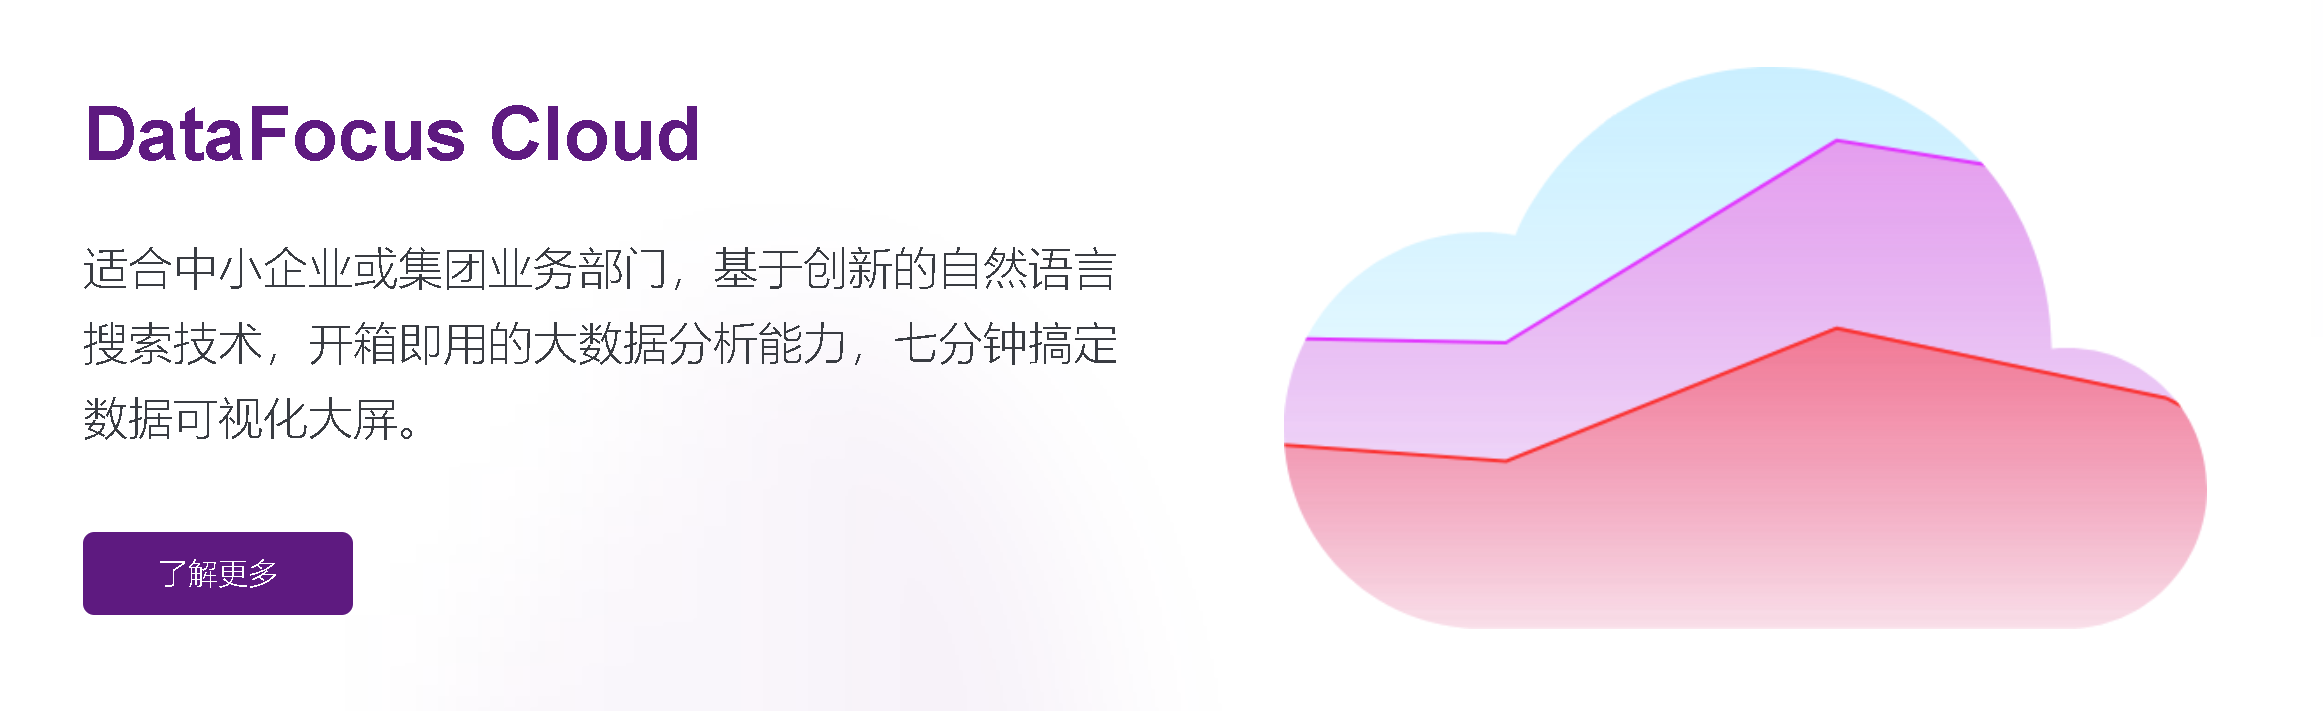 DataFocus Cloud
适合中小企业或集团业务部门，基于创新的自然语言
搜索技术，开箱即用的大数据分析能力，七分钟搞定
数据可视化大屏。
了解更多